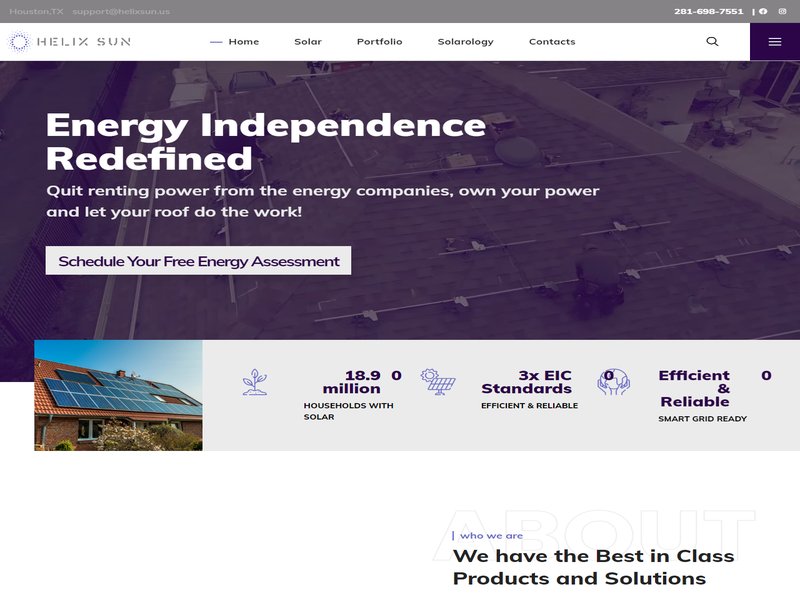 Houston,TX support@helixsun.us
281-698-7551 |
HELIX SUN
Home Solar Portfolio Solarology Contacts
Energy Independence
Redefined
Quit renting power from the energy companies, own your power
and let your roof do the work!
Schedule Your Free Energy Assessment
18.9 0
million
HOUSEHOLDS WITH
SOLAR
3x EIC 0
Standards
EFFICIENT & RELIABLE
Efficient 0
&
Reliable
SMART GRID READY
ABOUT
| who we are
We have the Best in Class
Products and Solutions